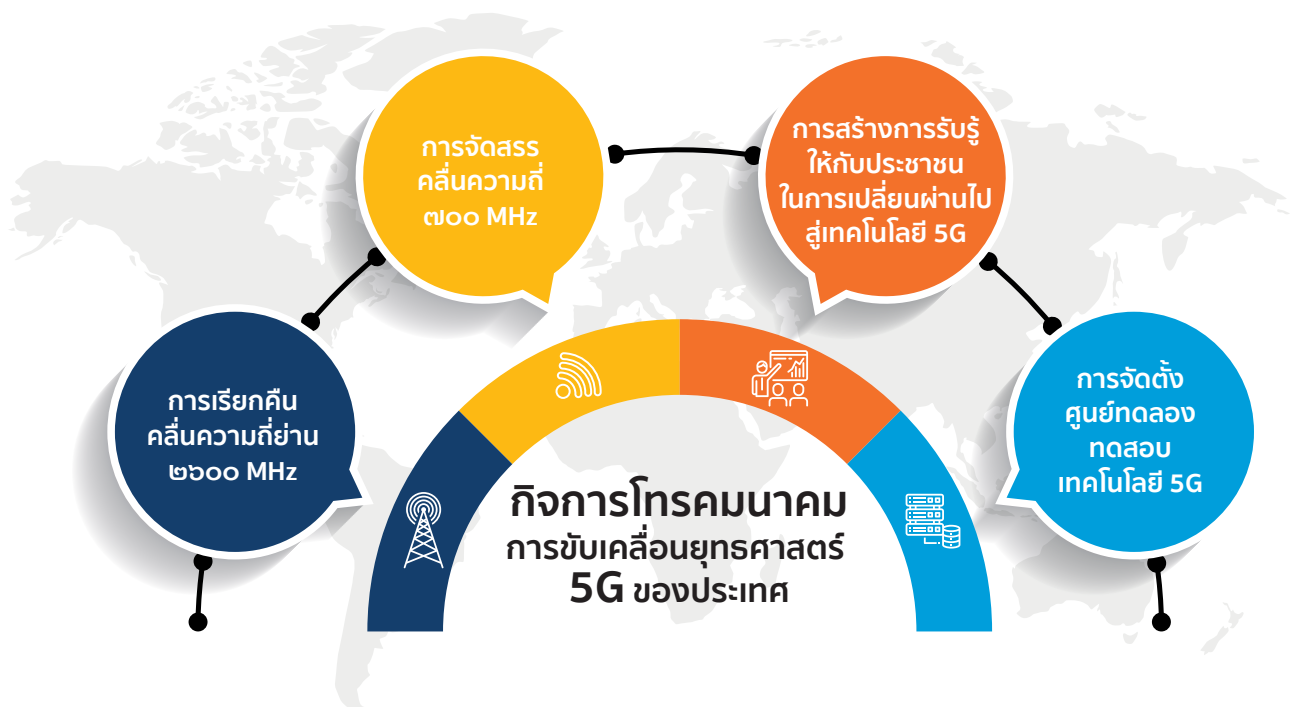 การจัดสรร
คลื่นความถี่
๗๐๐ MHz
การสร้างการรับรู้
ให้กับประชาชน
ในการเปลี่ยนผ่านไป
สู่เทคโนโลยี 5G
การเรียกคืน
คลื่นความถี่ย่าน
๒๖๐๐ MHz
การจัดตั้ง
ศูนย์ทดลอง
ทดสอบ
เทคโนโลยี 5G
กิจการโทรคมนาคม
การขับเคลื่อนยุทธศาสตร์
5G ของประเทศ